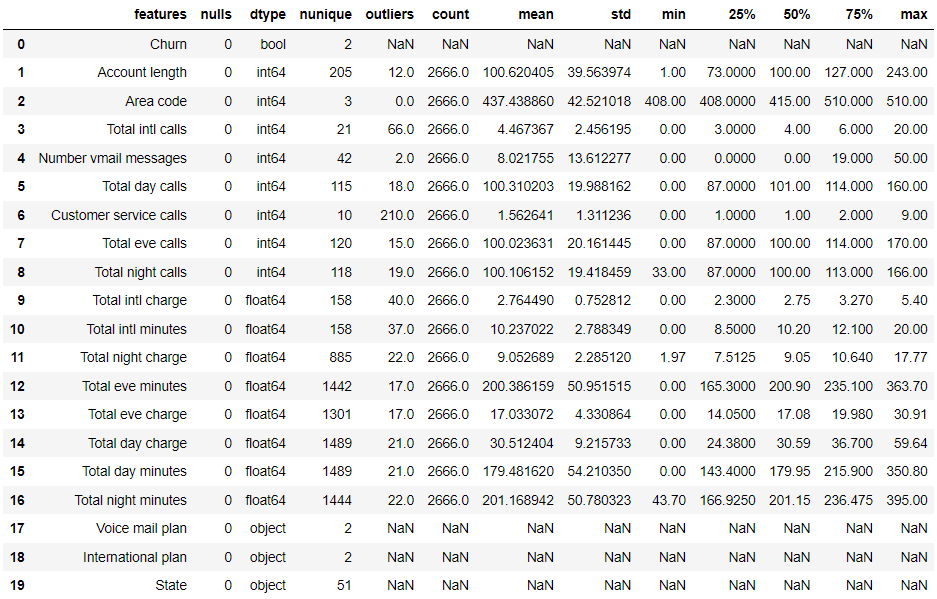 features nulls dtype nunique outliers count mean std min 25% 50% 75% max
0 Churn 0 bool 2 NaN NaN NaN NaN NaN NaN NaN NaN NaN
1 Account length 0 int64 205 12.0 2666.0 100.620405 39.563974 1.00 73.0000 100.00 127.000 243.00
2 Area code 0 int64 3 0.0 2666.0 437.438860 42.521018 408.00 408.0000 415.00 510.000 510.00
3 Total intl calls 0 int64 21 66.0 2666.0 4.467367 2.456195 0.00 3.0000 4.00 6.000 20.00
4 Number vmail messages 0 int64 42 2.0 2666.0 8.021755 13.612277 0.00 0.0000 0.00 19.000 50.00
5 Total day calls 0 int64 115 18.0 2666.0 100.310203 19.988162 0.00 87.0000 101.00 114.000 160.00
6 Customer service calls 0 int64 10 210.0 2666.0 1.562641 1.311236 0.00 1.0000 1.00 2.000 9.00
7 Total eve calls 0 int64 120 15.0 2666.0 100.023631 20.161445 0.00 87.0000 100.00 114.000 170.00
8 Total night calls 0 int64 118 19.0 2666.0 100.106152 19.418459 33.00 87.0000 100.00 113.000 166.00
9 Total intl charge 0 float64 158 40.0 2666.0 2.764490 0.752812 0.00 2.3000 2.75 3.270 5.40
10 Total intl minutes 0 float64 158 37.0 2666.0 10.237022 2.788349 0.00 8.5000 10.20 12.100 20.00
11 Total night charge 0 float64 885 22.0 2666.0 9.052689 2.285120 1.97 7.5125 9.05 10.640 17.77
12 Total eve minutes 0 float64 1442 17.0 2666.0 200.386159 50.951515 0.00 165.3000 200.90 235.100 363.70
13 Total eve charge 0 float64 1301 17.0 2666.0 17.033072 4.330864 0.00 14.0500 17.08 19.980 30.91
14 Total day charge 0 float64 1489 21.0 2666.0 30.512404 9.215733 0.00 24.3800 30.59 36.700 59.64
15 Total day minutes 0 float64 1489 21.0 2666.0 179.481620 54.210350 0.00 143.4000 179.95 215.900 350.80
16 Total night minutes 0 float64 1444 22.0 2666.0 201.168942 50.780323 43.70 166.9250 201.15 236.475 395.00
17 Voice mail plan 0 object 2 NaN NaN NaN NaN NaN NaN NaN NaN NaN
18 International plan 0 object 2 NaN NaN NaN NaN NaN NaN NaN NaN NaN
19 State 0 object 51 NaN NaN NaN NaN NaN NaN NaN NaN NaN